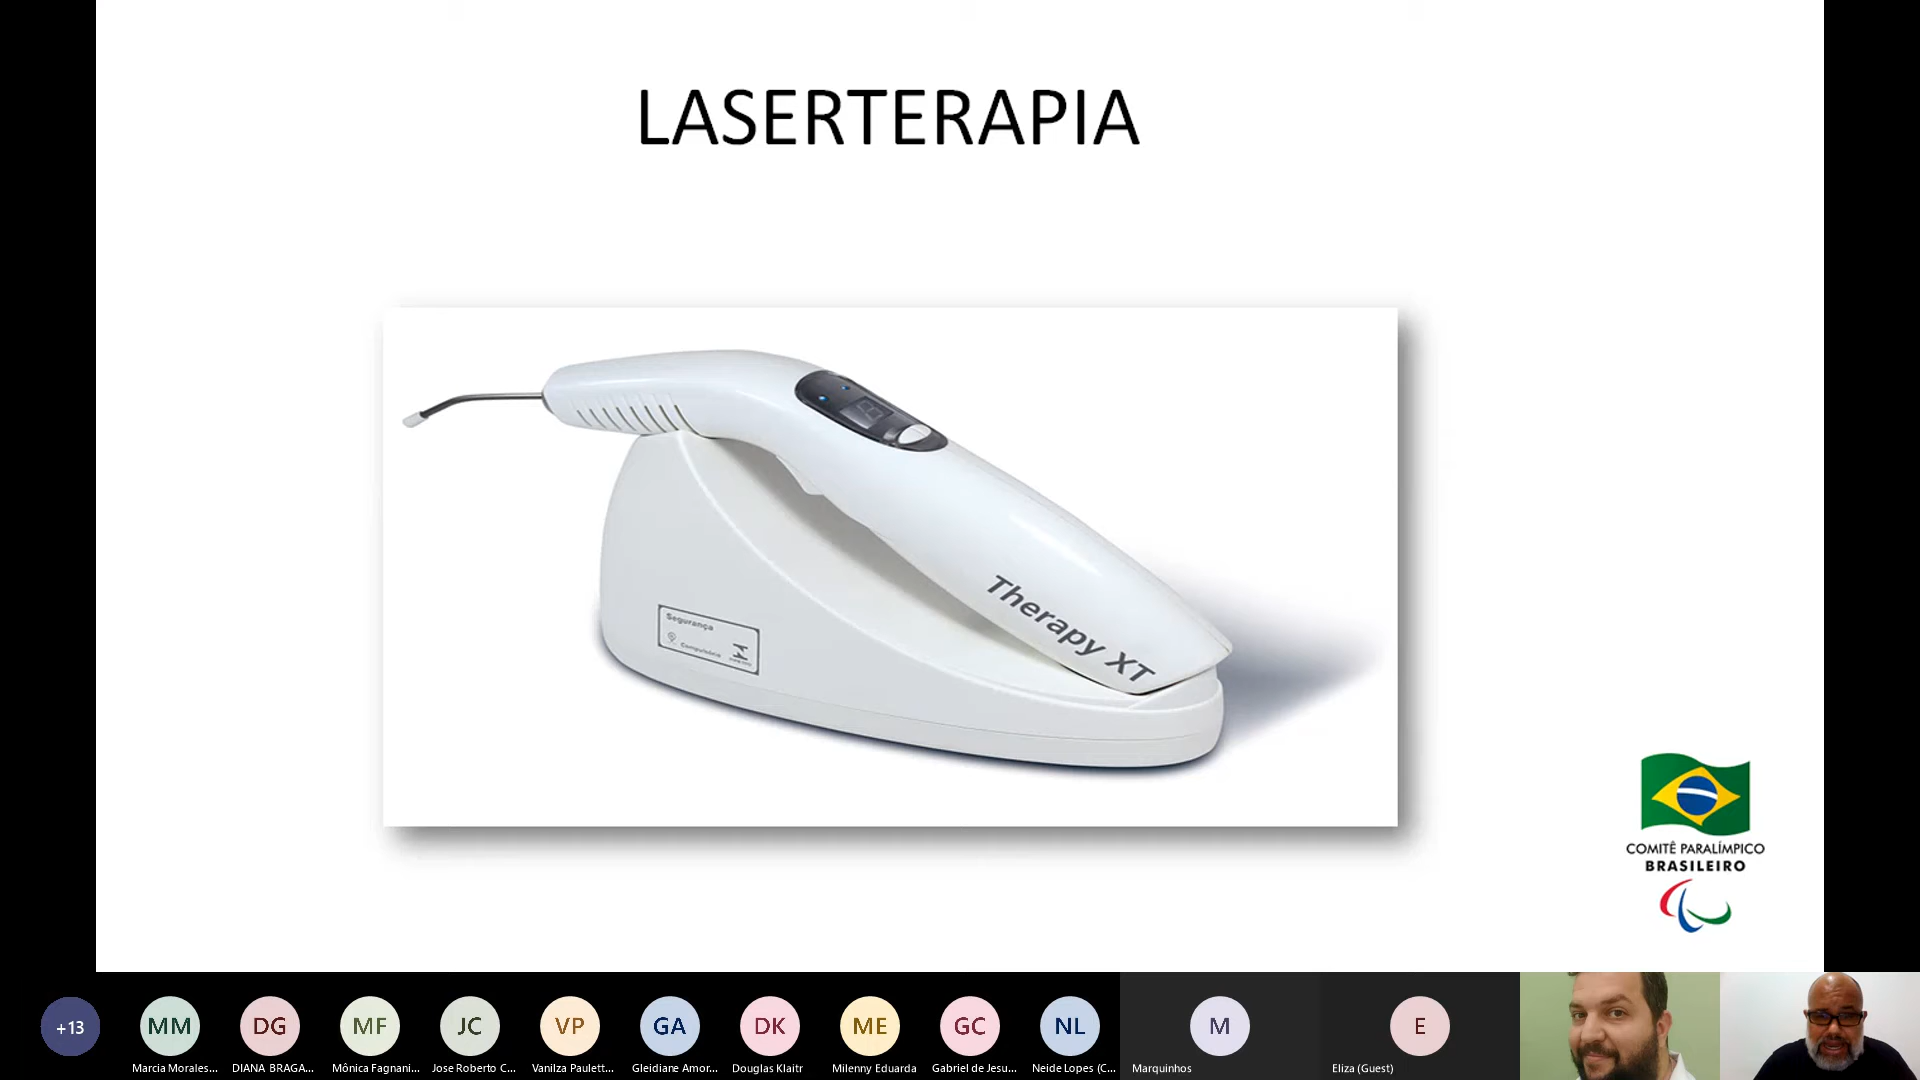 LASERTERAPIA
Therapy XT
Segurança
Compulsória
COMITÊ PARALÍMPICO
BRASILEIRO
+13
MM
DG
MF
JC
VP
GA
DK
ME
GC
NL
M
E
Marcia Morales...
DIANA BRAGA...
Mônica Fagnani...
Jose Roberto C...
Vanilza Paulett...
Gleidiane Amor...
Douglas Klaitr
Milenny Eduarda
Gabriel de Jesu...
Neide Lopes (C...
Marquinhos
Eliza (Guest)